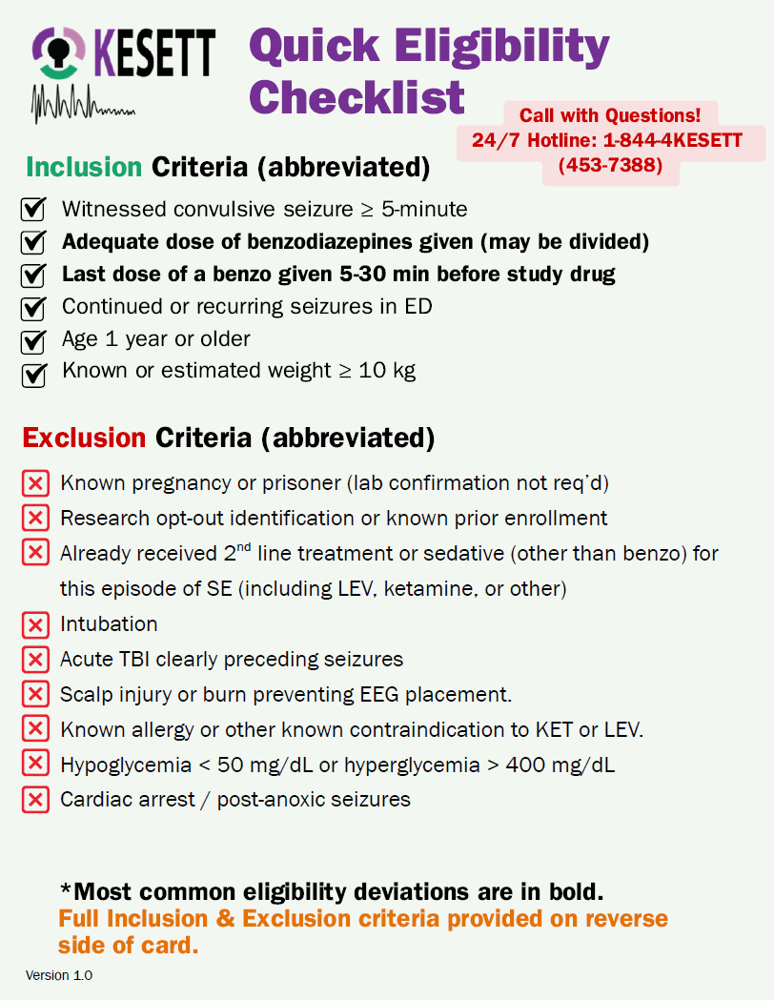 KESETT
Quick Eligibility
Checklist
Call with Questions!
24/7 Hotline: 1-844-4KESETT
(453-7388)
Inclusion Criteria (abbreviated)
Witnessed convulsive seizure ≥ 5-minute
Adequate dose of benzodiazepines given (may be divided)
Last dose of a benzo given 5-30 min before study drug
Continued or recurring seizures in ED
Age 1 year or older
Known or estimated weight ≥ 10 kg
Exclusion Criteria (abbreviated)
Known pregnancy or prisoner (lab confirmation not req’d)
Research opt-out identification or known prior enrollment
Already received 2nd line treatment or sedative (other than benzo) for
this episode of SE (including LEV, ketamine, or other)
Intubation
Acute TBI clearly preceding seizures
Scalp injury or burn preventing EEG placement.
Known allergy or other known contraindication to KET or LEV.
Hypoglycemia < 50 mg/dL or hyperglycemia > 400 mg/dL
Cardiac arrest / post-anoxic seizures
*Most common eligibility deviations are in bold.
Full Inclusion & Exclusion criteria provided on reverse
side of card.
Version 1.0